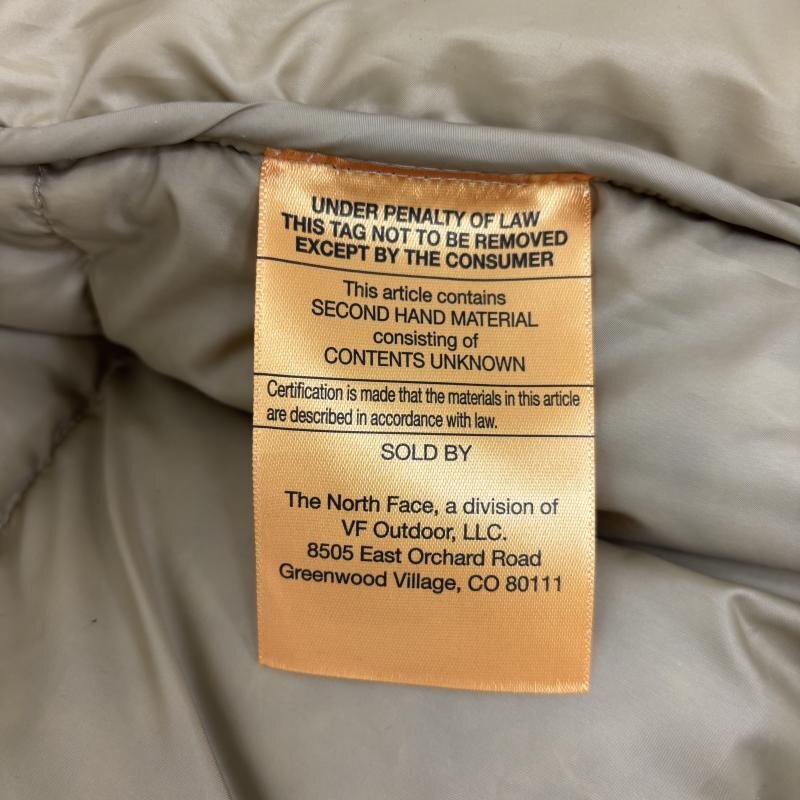 UNDER PENALTY OF LAW
THIS TAG NOT TO BE REMOVED
EXCEPT BY THE CONSUMER
This article contains
SECOND HAND MATERIAL
consisting of
CONTENTS UNKNOWN
Certification is made that the materials in this article
are described in accordance with law.
SOLD BY
The North Face, a division of
VF Outdoor, LLC.
8505 East Orchard Road
Greenwood Village, CO 80111